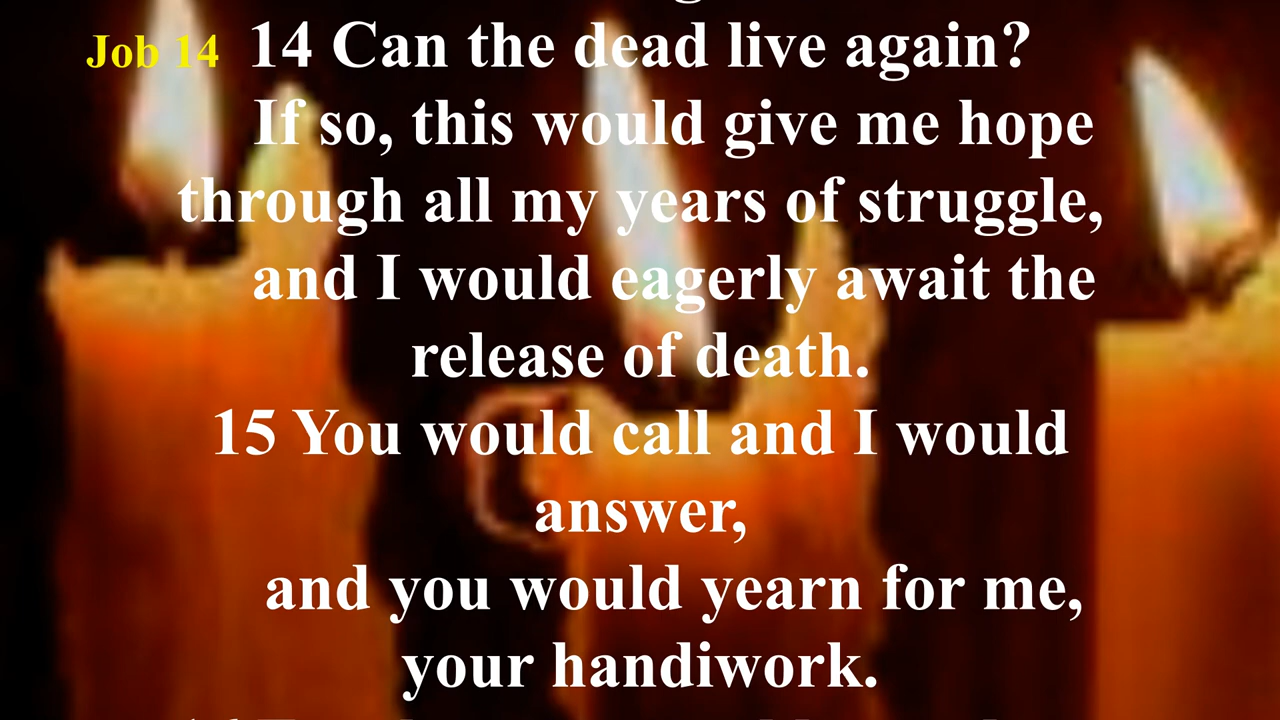 Job 14 14 Can the dead live again?
If so, this would give me hope
through all my years of struggle,
and I would eagerly await the
release of death.
15 You would call and I would
answer,
and you would yearn for me,
your handiwork.